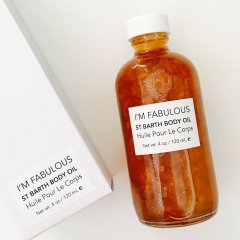 I'M FABULOUS
ST BARTH BODY OIL
Huile Pour Le Corps
Net wt. 4 oz / 120 mL e
I'M FABULOUS
ST BARTH BODY OIL
Huile Pour Le Corps
Net wt. 4 oz / 120 mL e